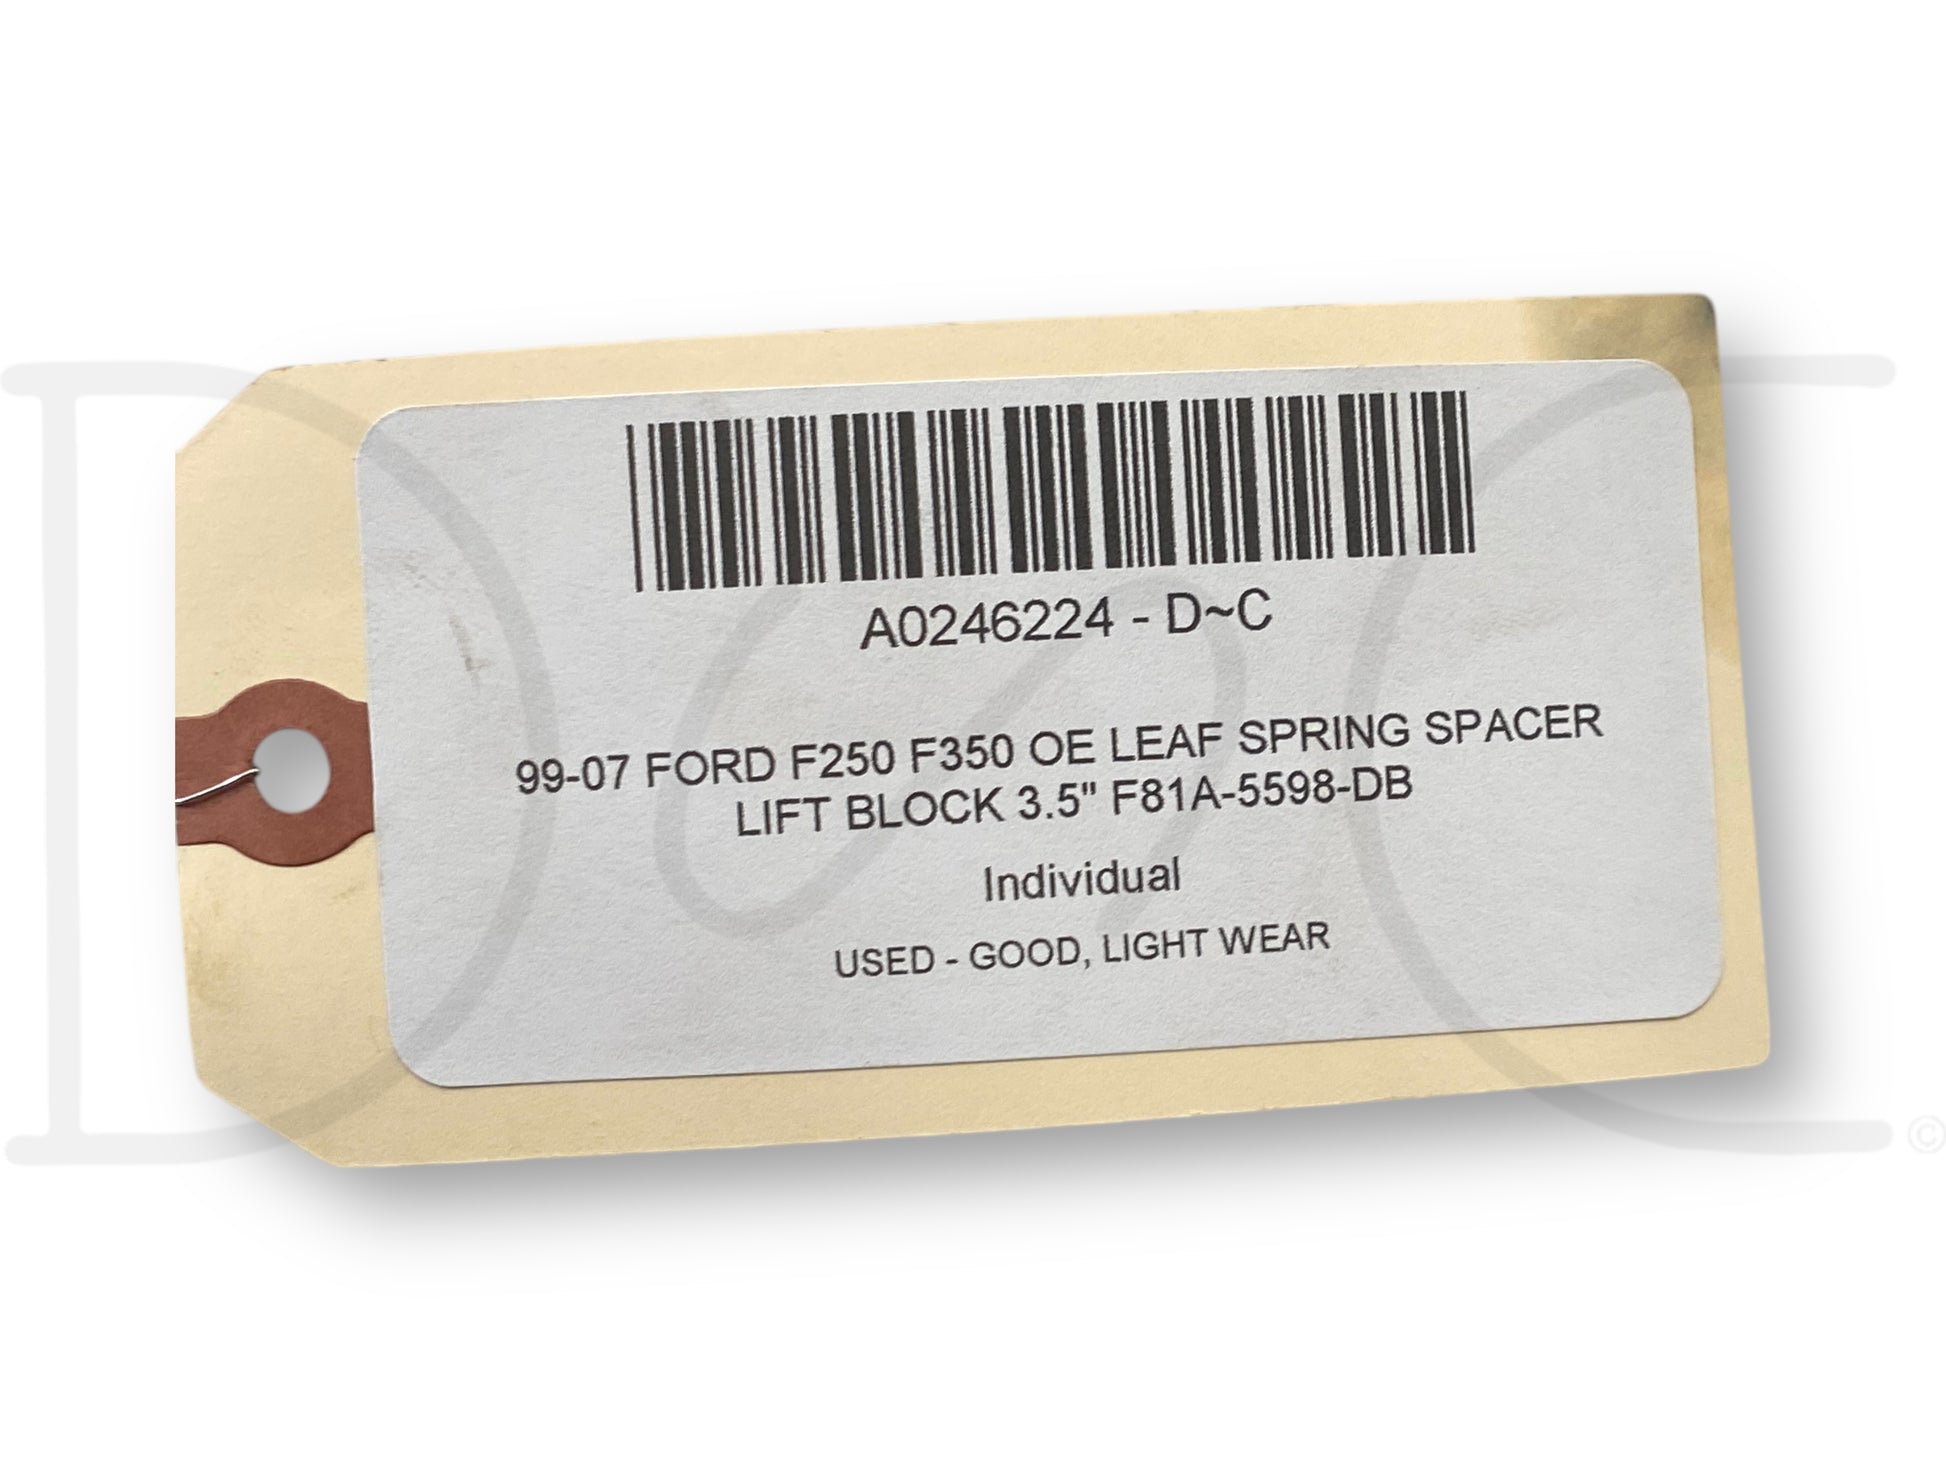 A0246224 - D~C
99-07 FORD F250 F350 OE LEAF SPRING SPACER
LIFT BLOCK 3.5" F81A-5598-DB
Individual
USED - GOOD, LIGHT WEAR
D C ©